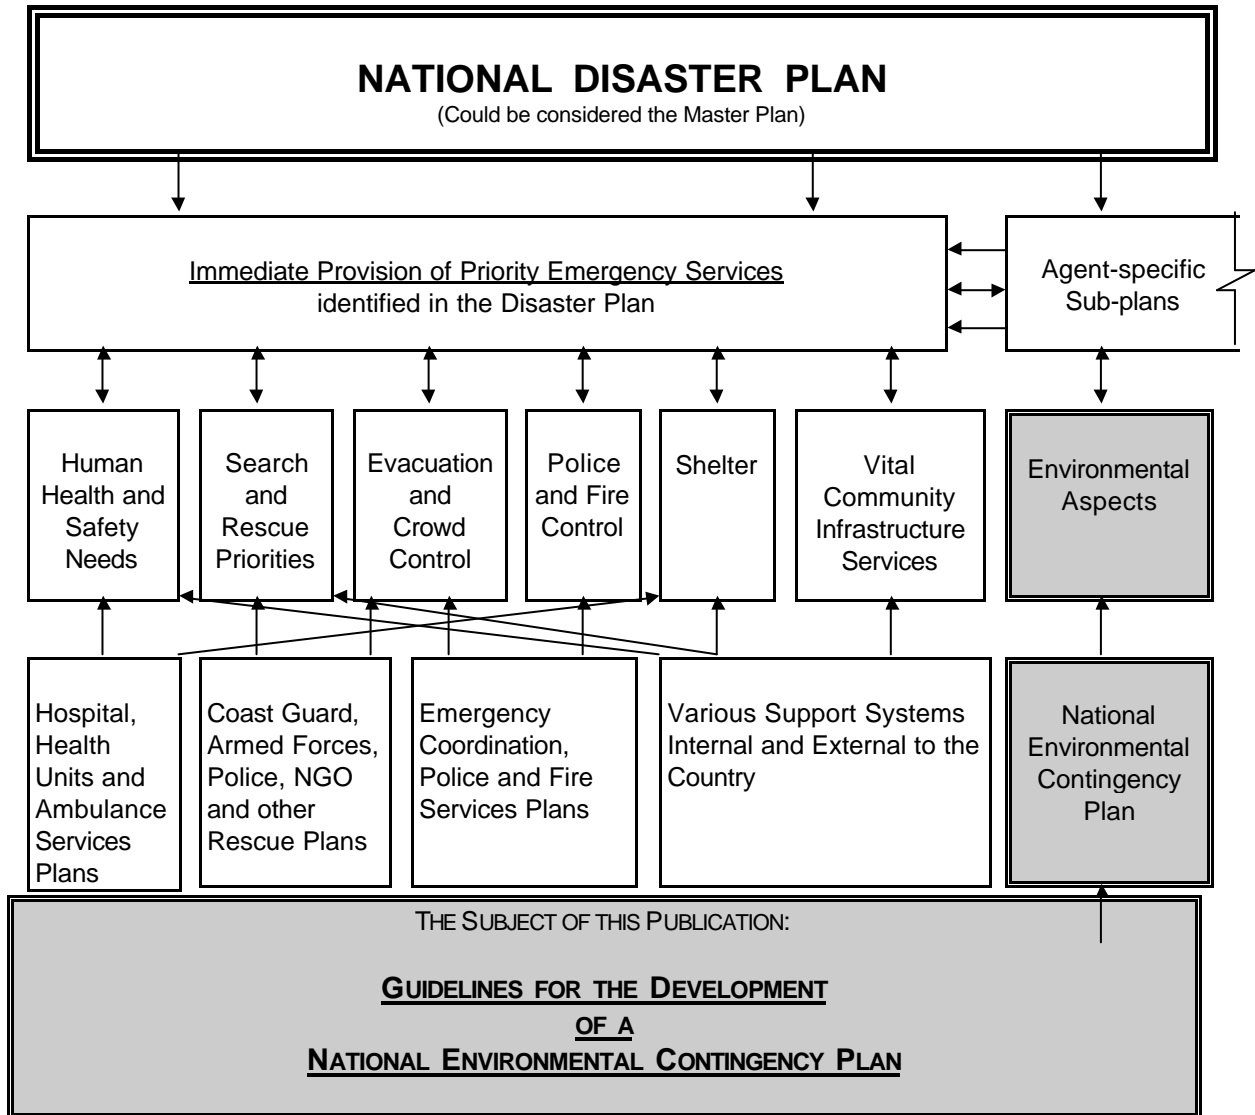 NATIONAL DISASTER PLAN
(Could be considered the Master Plan)
Immediate Provision of Priority Emergency Services
identified in the Disaster Plan
Agent-specific
Sub-plans
Human
Health and
Safety
Needs
Search
and
Rescue
Priorities
Evacuation
and
Crowd
Control
Police
and Fire
Control
Shelter
Vital
Community
Infrastructure
Services
Environmental
Aspects
Hospital,
Health
Units and
Ambulance
Services
Plans
Coast Guard,
Armed Forces,
Police, NGO
and other
Rescue Plans
Emergency
Coordination,
Police and Fire
Services Plans
Various Support Systems
Internal and External to the
Country
National
Environmental
Contingency
Plan
THE SUBJECT OF THIS PUBLICATION:
GUIDELINES FOR THE DEVELOPMENT
OF A
NATIONAL ENVIRONMENTAL CONTINGENCY PLAN